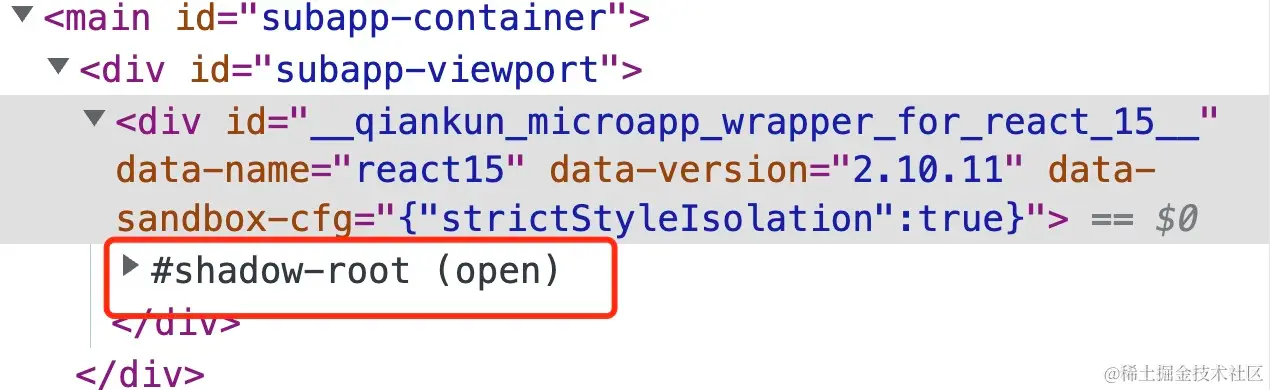 <main id="subapp-container">
<div id="subapp-viewport">
<div id="__qiankun_microapp_wrapper_for_react_15__"
data-name="react15" data-version="2.10.11" data-
sandbox-cfg="{"strictStyleIsolation":true}"> == $0
#shadow-root (open)
</div>
</div>
@稀土掘金技术社区